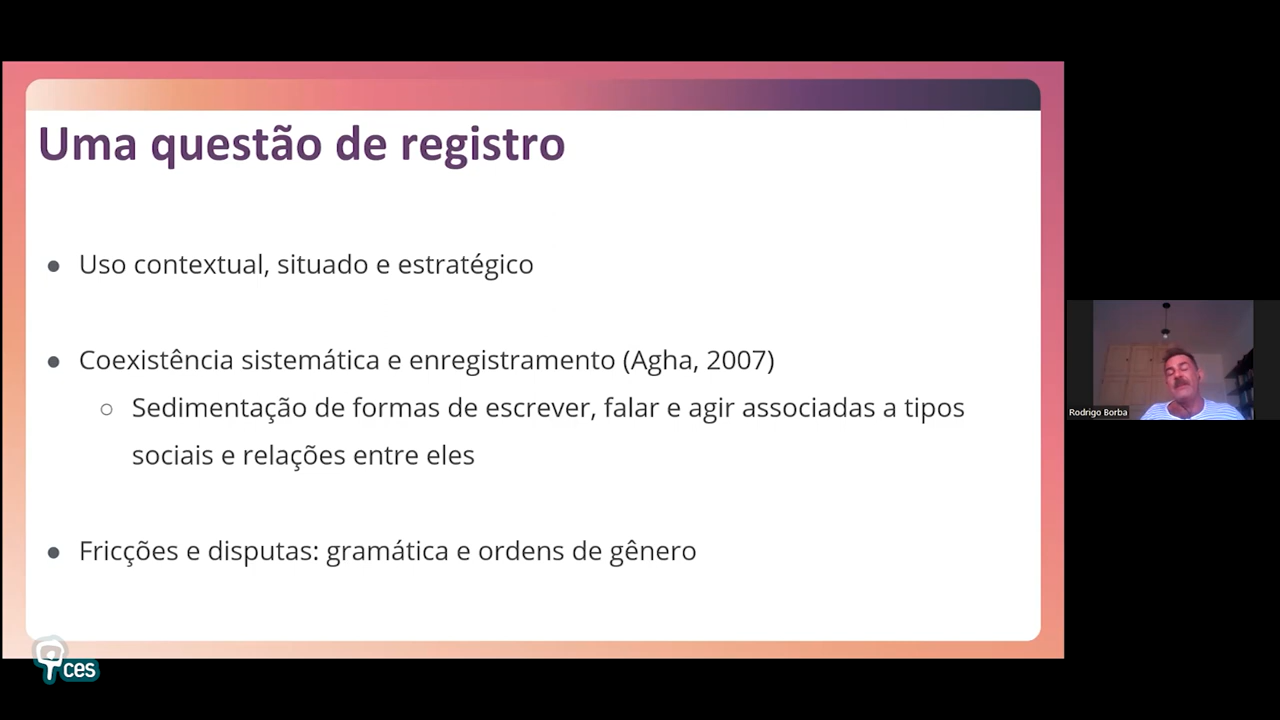 Uma questão de registro
● Uso contextual, situado e estratégico
● Coexistência sistemática e enregistramento (Agha, 2007)
○ Sedimentação de formas de escrever, falar e agir associadas a tipos
sociais e relações entre eles
● Fricções e disputas: gramática e ordens de gênero
Rodrigo Borba
ces